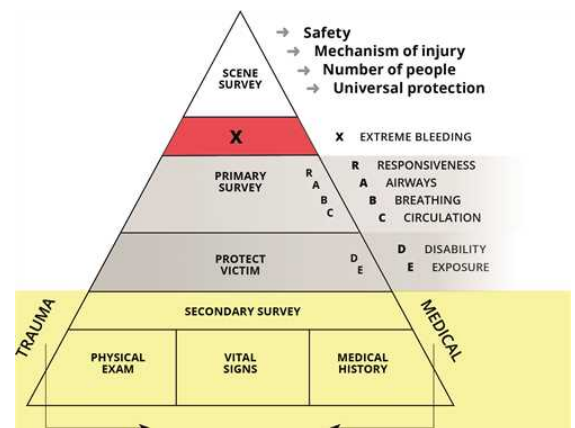 SCENE
SURVEY
Safety
Mechanism of injury
Number of people
Universal protection
X
X EXTREME BLEEDING
PRIMARY
SURVEY
R
A
B
C
R RESPONSIVENESS
A AIRWAYS
B BREATHING
C CIRCULATION
PROTECT
VICTIM
D
E
D DISABILITY
E EXPOSURE
TRAUMA
SECONDARY SURVEY
MEDICAL
PHYSICAL
EXAM
VITAL
SIGNS
MEDICAL
HISTORY